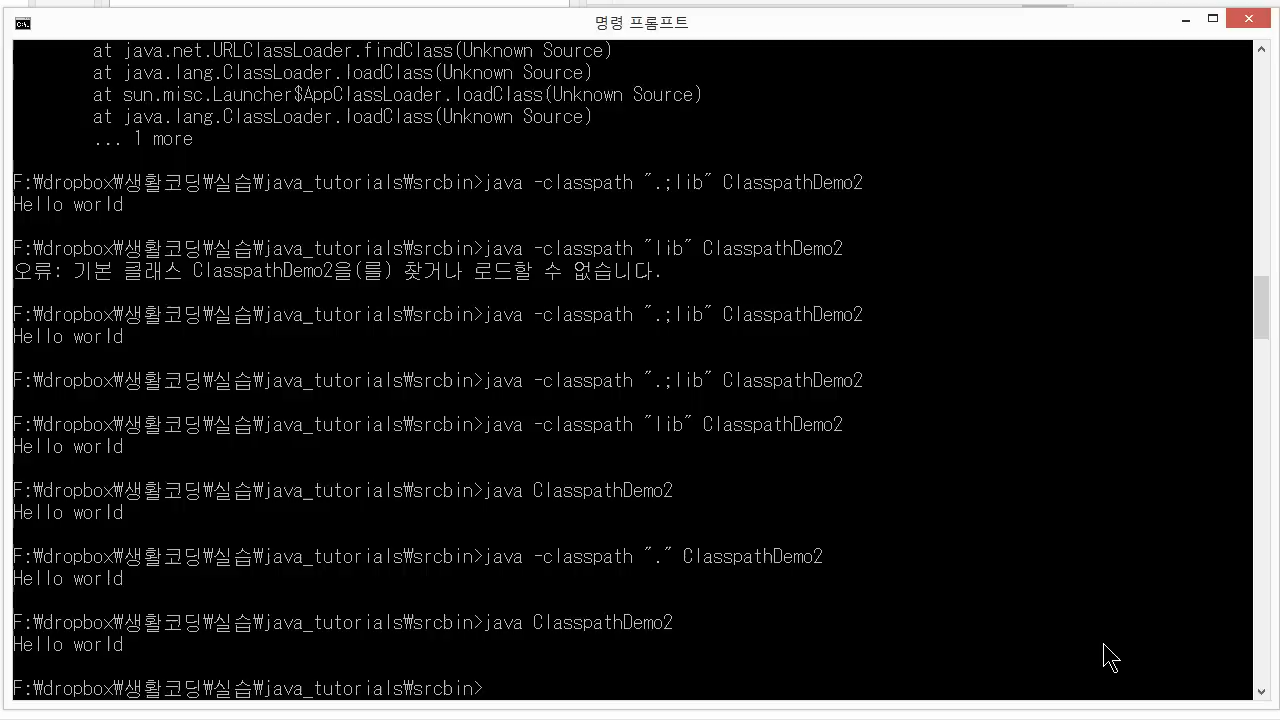 명령 프롬프트
at java.net.URLClassLoader.findClass(Unknown Source)
at java.lang.ClassLoader.loadClass(Unknown Source)
at sun.misc.Launcher$AppClassLoader.loadClass(Unknown Source)
at java.lang.ClassLoader.loadClass(Unknown Source)
... 1 more
F:₩dropbox₩생활코딩₩실습₩java_tutorials₩srcbin>java -classpath ".;lib" ClasspathDemo2
Hello world
F:₩dropbox₩생활코딩₩실습₩java_tutorials₩srcbin>java -classpath "lib" ClasspathDemo2
오류: 기본 클래스 ClasspathDemo2을(를) 찾거나 로드할 수 없습니다.
F:₩dropbox₩생활코딩₩실습₩java_tutorials₩srcbin>java -classpath ".;lib" ClasspathDemo2
Hello world
F:₩dropbox₩생활코딩₩실습₩java_tutorials₩srcbin>java -classpath ".;lib" ClasspathDemo2
F:₩dropbox₩생활코딩₩실습₩java_tutorials₩srcbin>java -classpath "lib" ClasspathDemo2
Hello world
F:₩dropbox₩생활코딩₩실습₩java_tutorials₩srcbin>java ClasspathDemo2
Hello world
F:₩dropbox₩생활코딩₩실습₩java_tutorials₩srcbin>java -classpath "." ClasspathDemo2
Hello world
F:₩dropbox₩생활코딩₩실습₩java_tutorials₩srcbin>java ClasspathDemo2
Hello world
F:₩dropbox₩생활코딩₩실습₩java_tutorials₩srcbin>